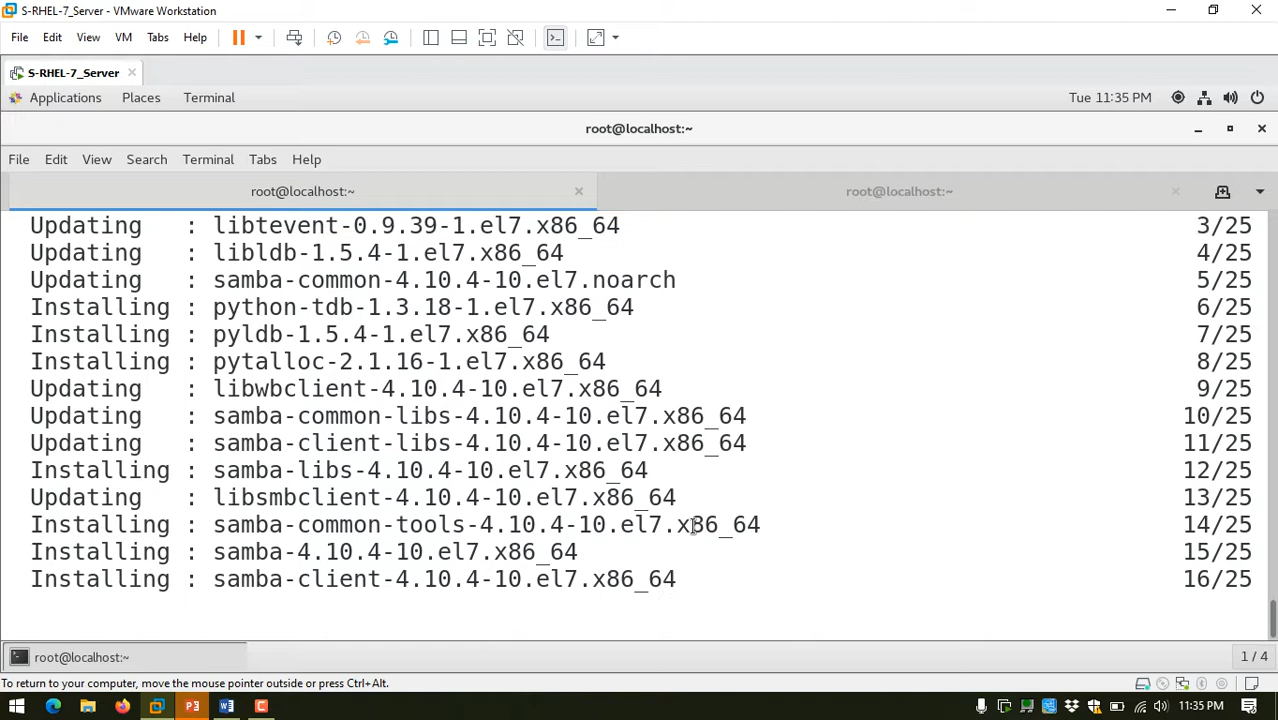 S-RHEL-7_Server - VMware Workstation
File Edit View VM Tabs Help
S-RHEL-7_Server
Applications Places Terminal Tue 11:35 PM
root@localhost:~
File Edit View Search Terminal Tabs Help
root@localhost:~ root@localhost:~
Updating : libtevent-0.9.39-1.el7.x86_64 3/25
Updating : libldb-1.5.4-1.el7.x86_64 4/25
Updating : samba-common-4.10.4-10.el7.noarch 5/25
Installing : python-tdb-1.3.18-1.el7.x86_64 6/25
Installing : pyldb-1.5.4-1.el7.x86_64 7/25
Installing : pytalloc-2.1.16-1.el7.x86_64 8/25
Updating : libwbclient-4.10.4-10.el7.x86_64 9/25
Updating : samba-common-libs-4.10.4-10.el7.x86_64 10/25
Updating : samba-client-libs-4.10.4-10.el7.x86_64 11/25
Installing : samba-libs-4.10.4-10.el7.x86_64 12/25
Updating : libsmbclient-4.10.4-10.el7.x86_64 13/25
Installing : samba-common-tools-4.10.4-10.el7.x86_64 14/25
Installing : samba-4.10.4-10.el7.x86_64 15/25
Installing : samba-client-4.10.4-10.el7.x86_64 16/25
root@localhost:~ 1 / 4
To return to your computer, move the mouse pointer outside or press Ctrl+Alt.
11:35 PM